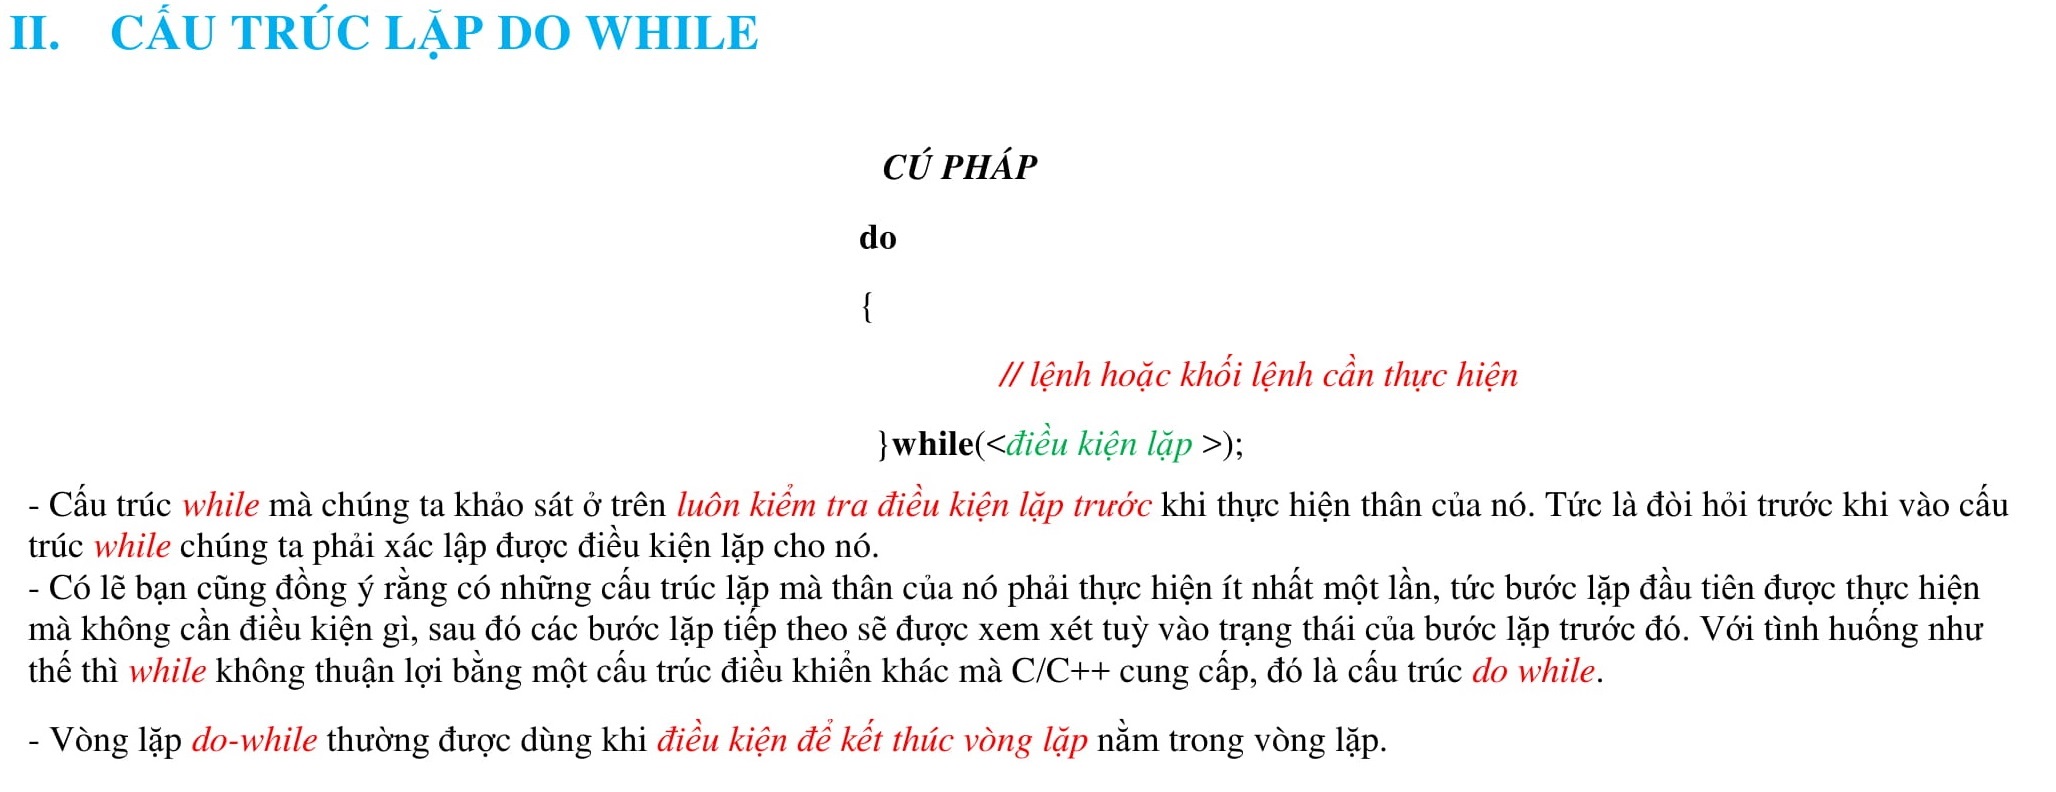 II. CẤU TRÚC LẶP DO WHILE
CÚ PHÁP
do
{
// lệnh hoặc khối lệnh cần thực hiện
}while(<điều kiện lặp >);
- Cấu trúc while mà chúng ta khảo sát ở trên luôn kiểm tra điều kiện lặp trước khi thực hiện thân của nó. Tức là đòi hỏi trước khi vào cấu
trúc while chúng ta phải xác lập được điều kiện lặp cho nó.
- Có lẽ bạn cũng đồng ý rằng có những cấu trúc lặp mà thân của nó phải thực hiện ít nhất một lần, tức bước lặp đầu tiên được thực hiện
mà không cần điều kiện gì, sau đó các bước lặp tiếp theo sẽ được xem xét tuỳ vào trạng thái của bước lặp trước đó. Với tình huống như
thế thì while không thuận lợi bằng một cấu trúc điều khiển khác mà C/C++ cung cấp, đó là cấu trúc do while.
- Vòng lặp do-while thường được dùng khi điều kiện để kết thúc vòng lặp nằm trong vòng lặp.